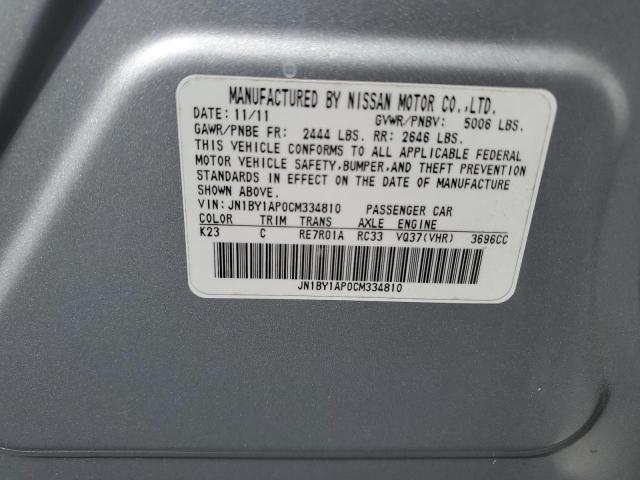 MANUFACTURED BY NISSAN MOTOR CO.,LTD.
DATE: 11/11 GVWR/PNBV: 5006 LBS.
GAWR/PNBE FR: 2444 LBS. RR: 2646 LBS.
THIS VEHICLE CONFORMS TO ALL APPLICABLE FEDERAL
MOTOR VEHICLE SAFETY,BUMPER,AND THEFT PREVENTION
STANDARDS IN EFFECT ON THE DATE OF MANUFACTURE
SHOWN ABOVE.
VIN: JN1BY1AP0CM334810 PASSENGER CAR
COLOR TRIM TRANS AXLE ENGINE
K23 C RE7R01A RC33 VQ37(VHR) 3696CC
JN1BY1AP0CM334810